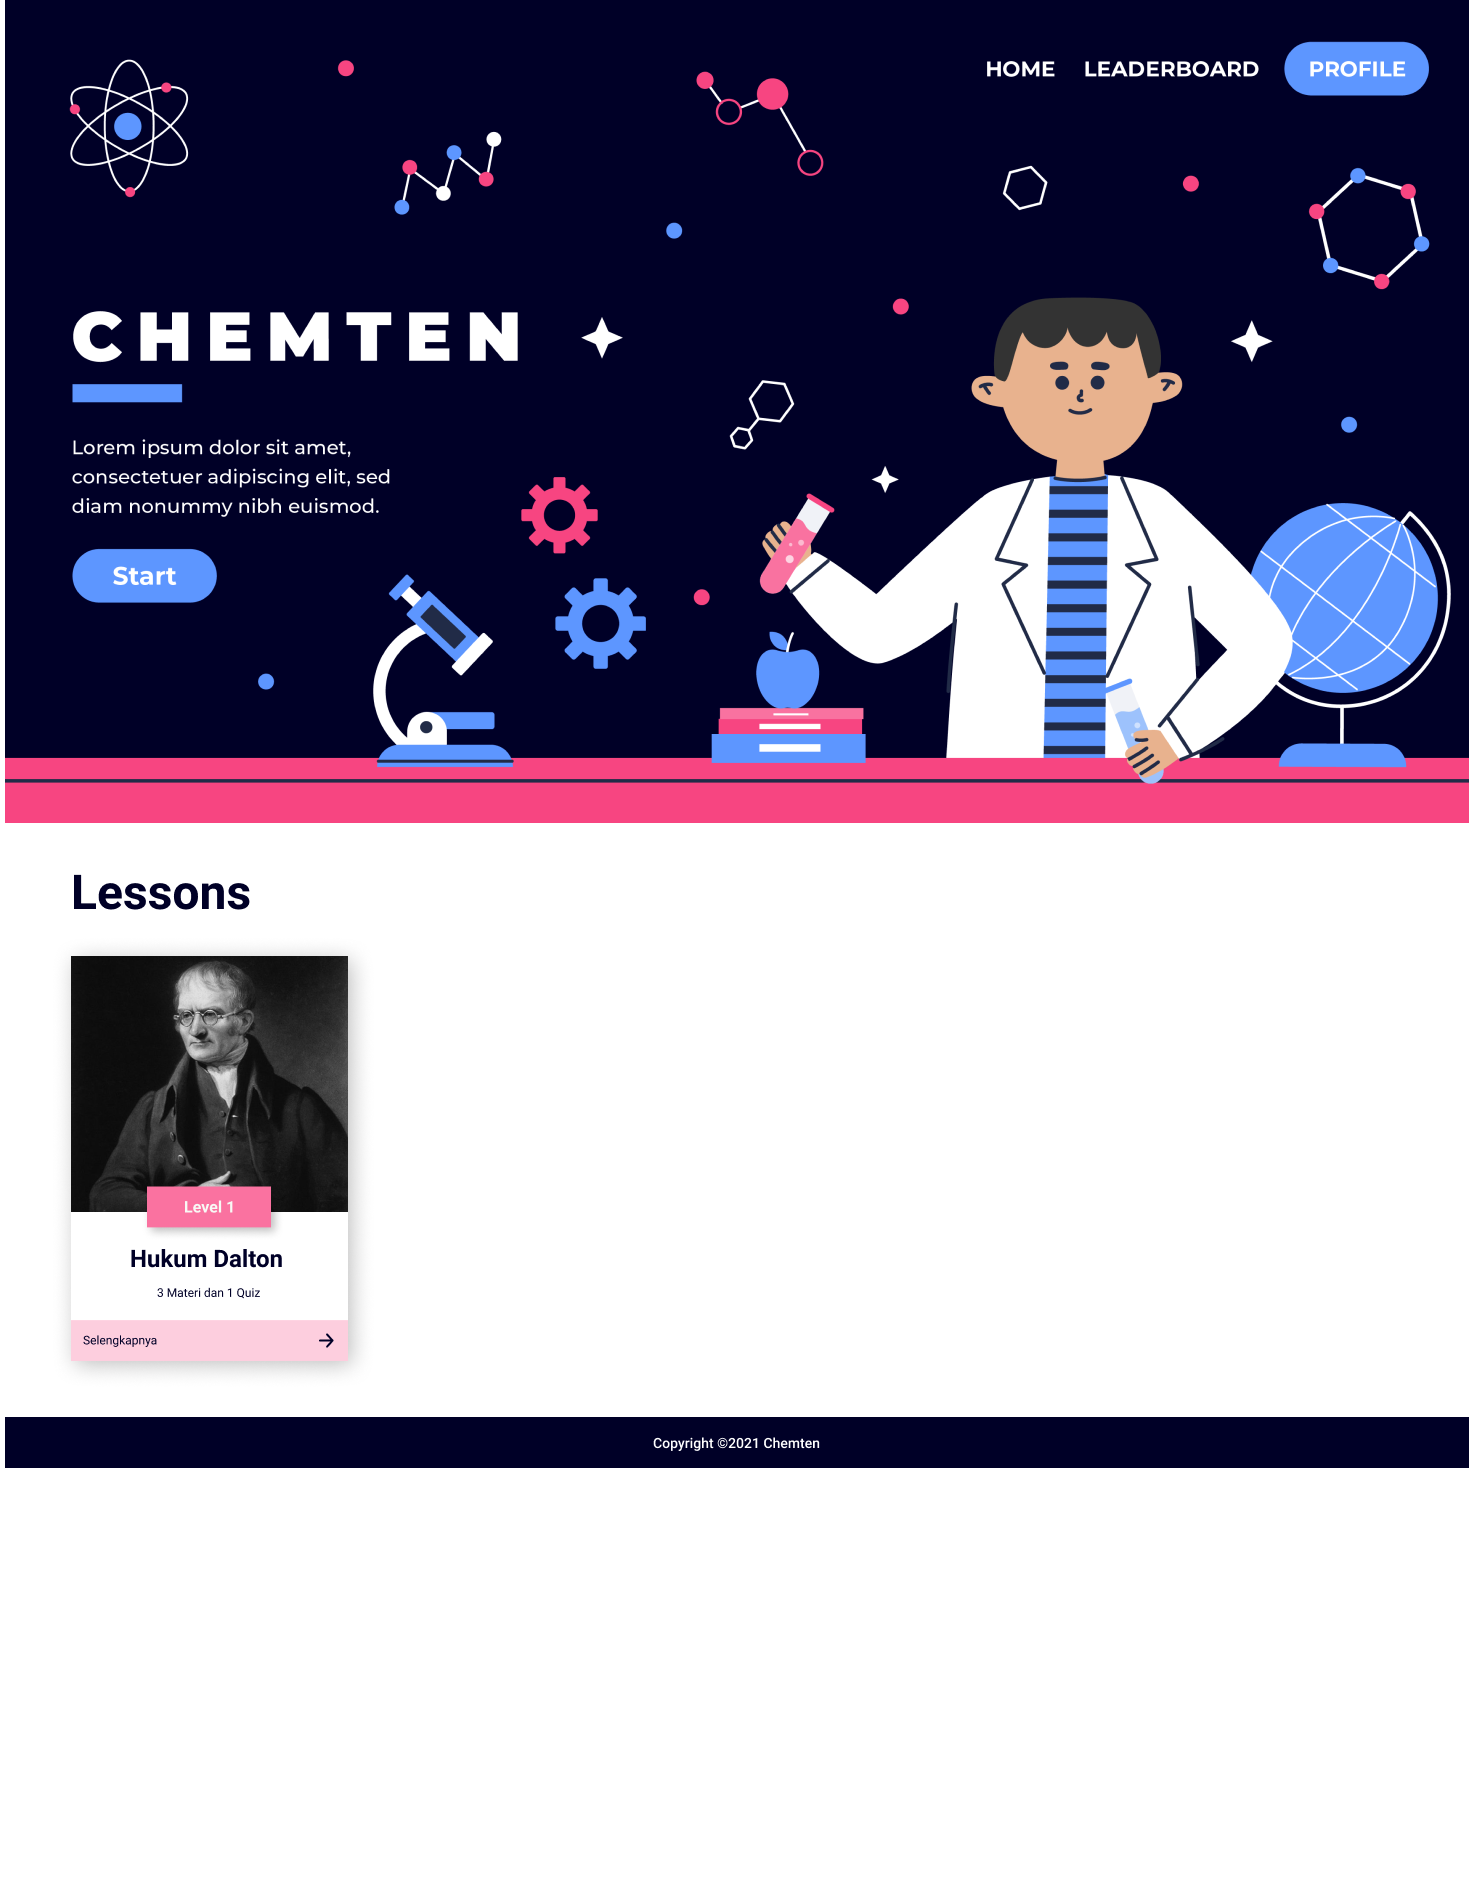 HOME LEADERBOARD PROFILE
CHEMTEN
Lorem ipsum dolor sit amet,
consectetuer adipiscing elit, sed
diam nonummy nibh euismod.
Start
Lessons
Level 1
Hukum Dalton
3 Materi dan 1 Quiz
Selengkapnya
Copyright ©2021 Chemten